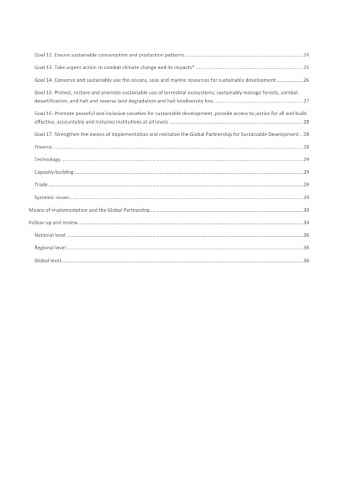 Goal 12. Ensure sustainable consumption and production patterns ........ 24
Goal 13. Take urgent action to combat climate change and its impacts* ........ 25
Goal 14. Conserve and sustainably use the oceans, seas and marine resources for sustainable development ........ 26
Goal 15. Protect, restore and promote sustainable use of terrestrial ecosystems, sustainably manage forests, combat
desertification, and halt and reverse land degradation and halt biodiversity loss ........ 27
Goal 16. Promote peaceful and inclusive societies for sustainable development, provide access to justice for all and build
effective, accountable and inclusive institutions at all levels ........ 28
Goal 17. Strengthen the means of implementation and revitalize the Global Partnership for Sustainable Development ... 28
Finance ........ 28
Technology ........ 29
Capacity-building ........ 29
Trade ........ 29
Systemic issues ........ 29
Means of implementation and the Global Partnership ........ 30
Follow-up and review ........ 34
National level ........ 36
Regional level ........ 36
Global level ........ 36